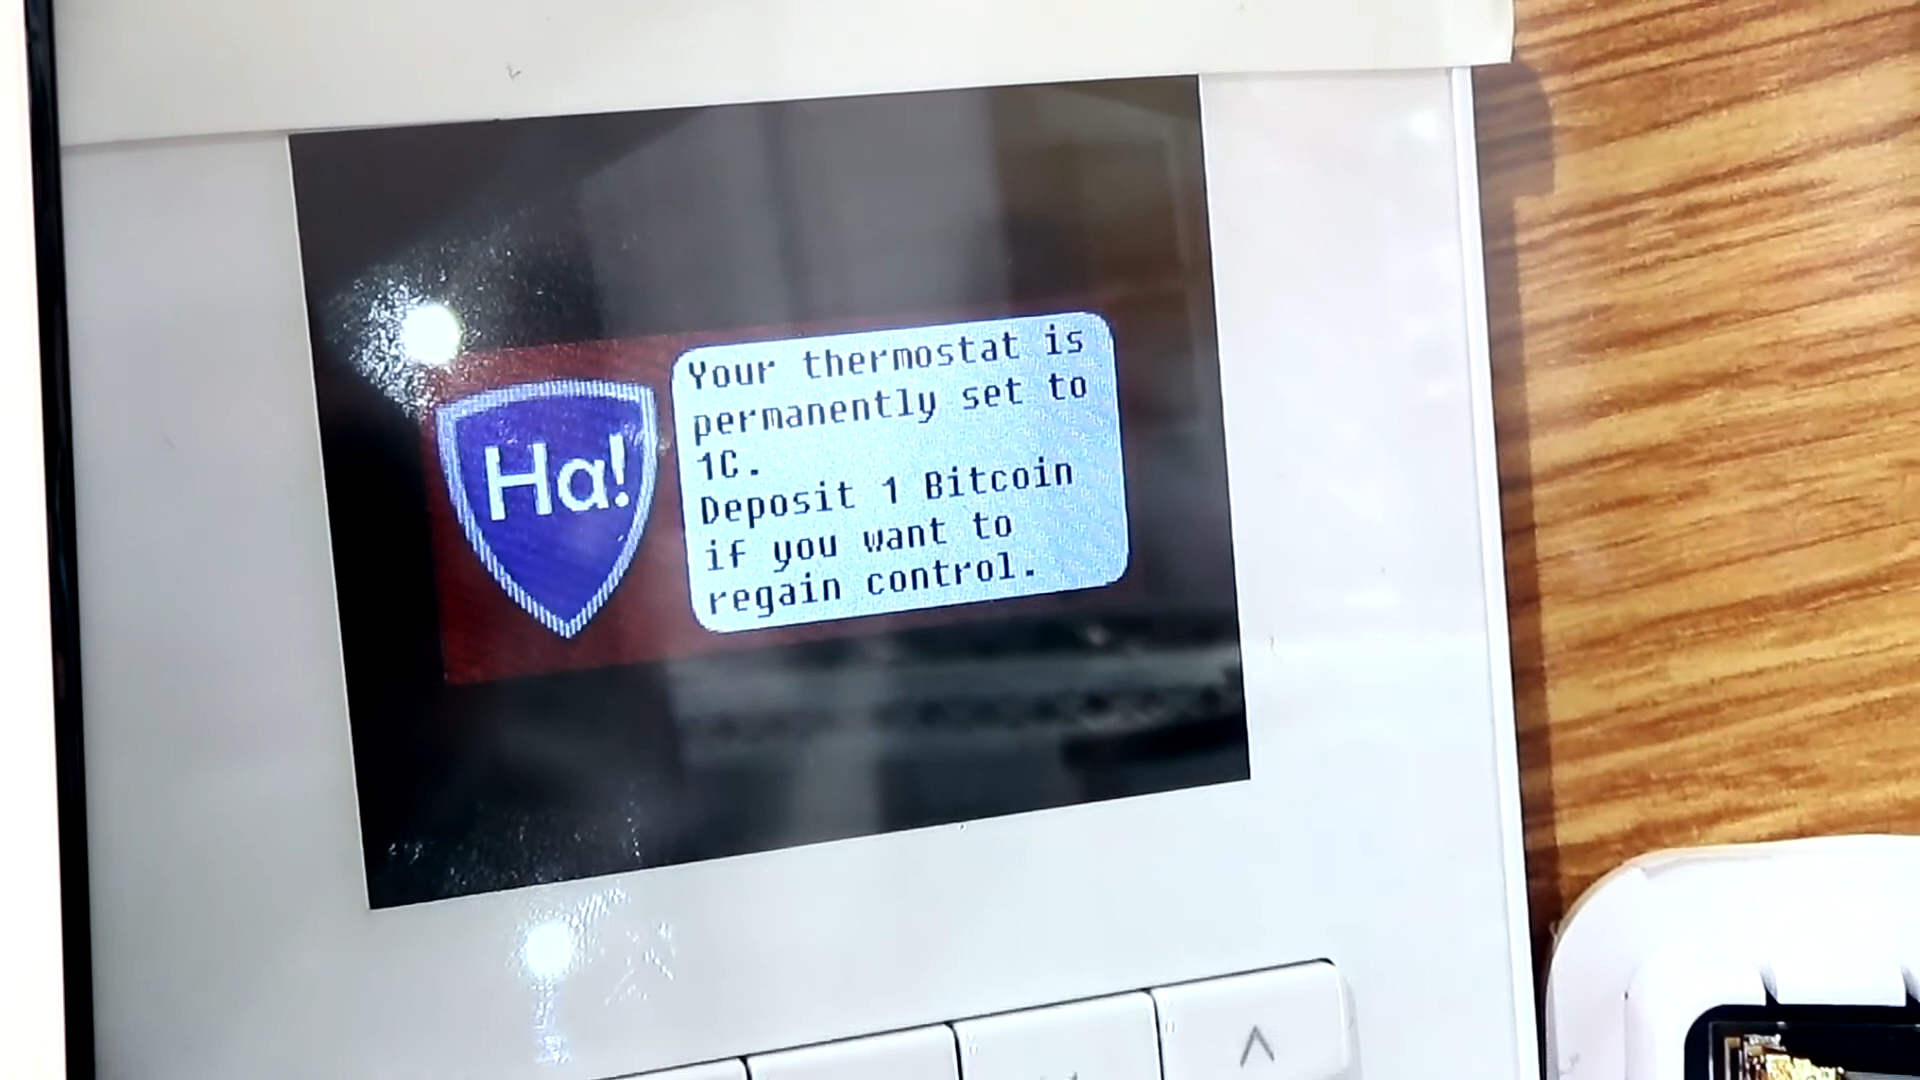 Ha!
Your thermostat is
permanently set to
1C.
Deposit 1 Bitcoin
if you want to
regain control.